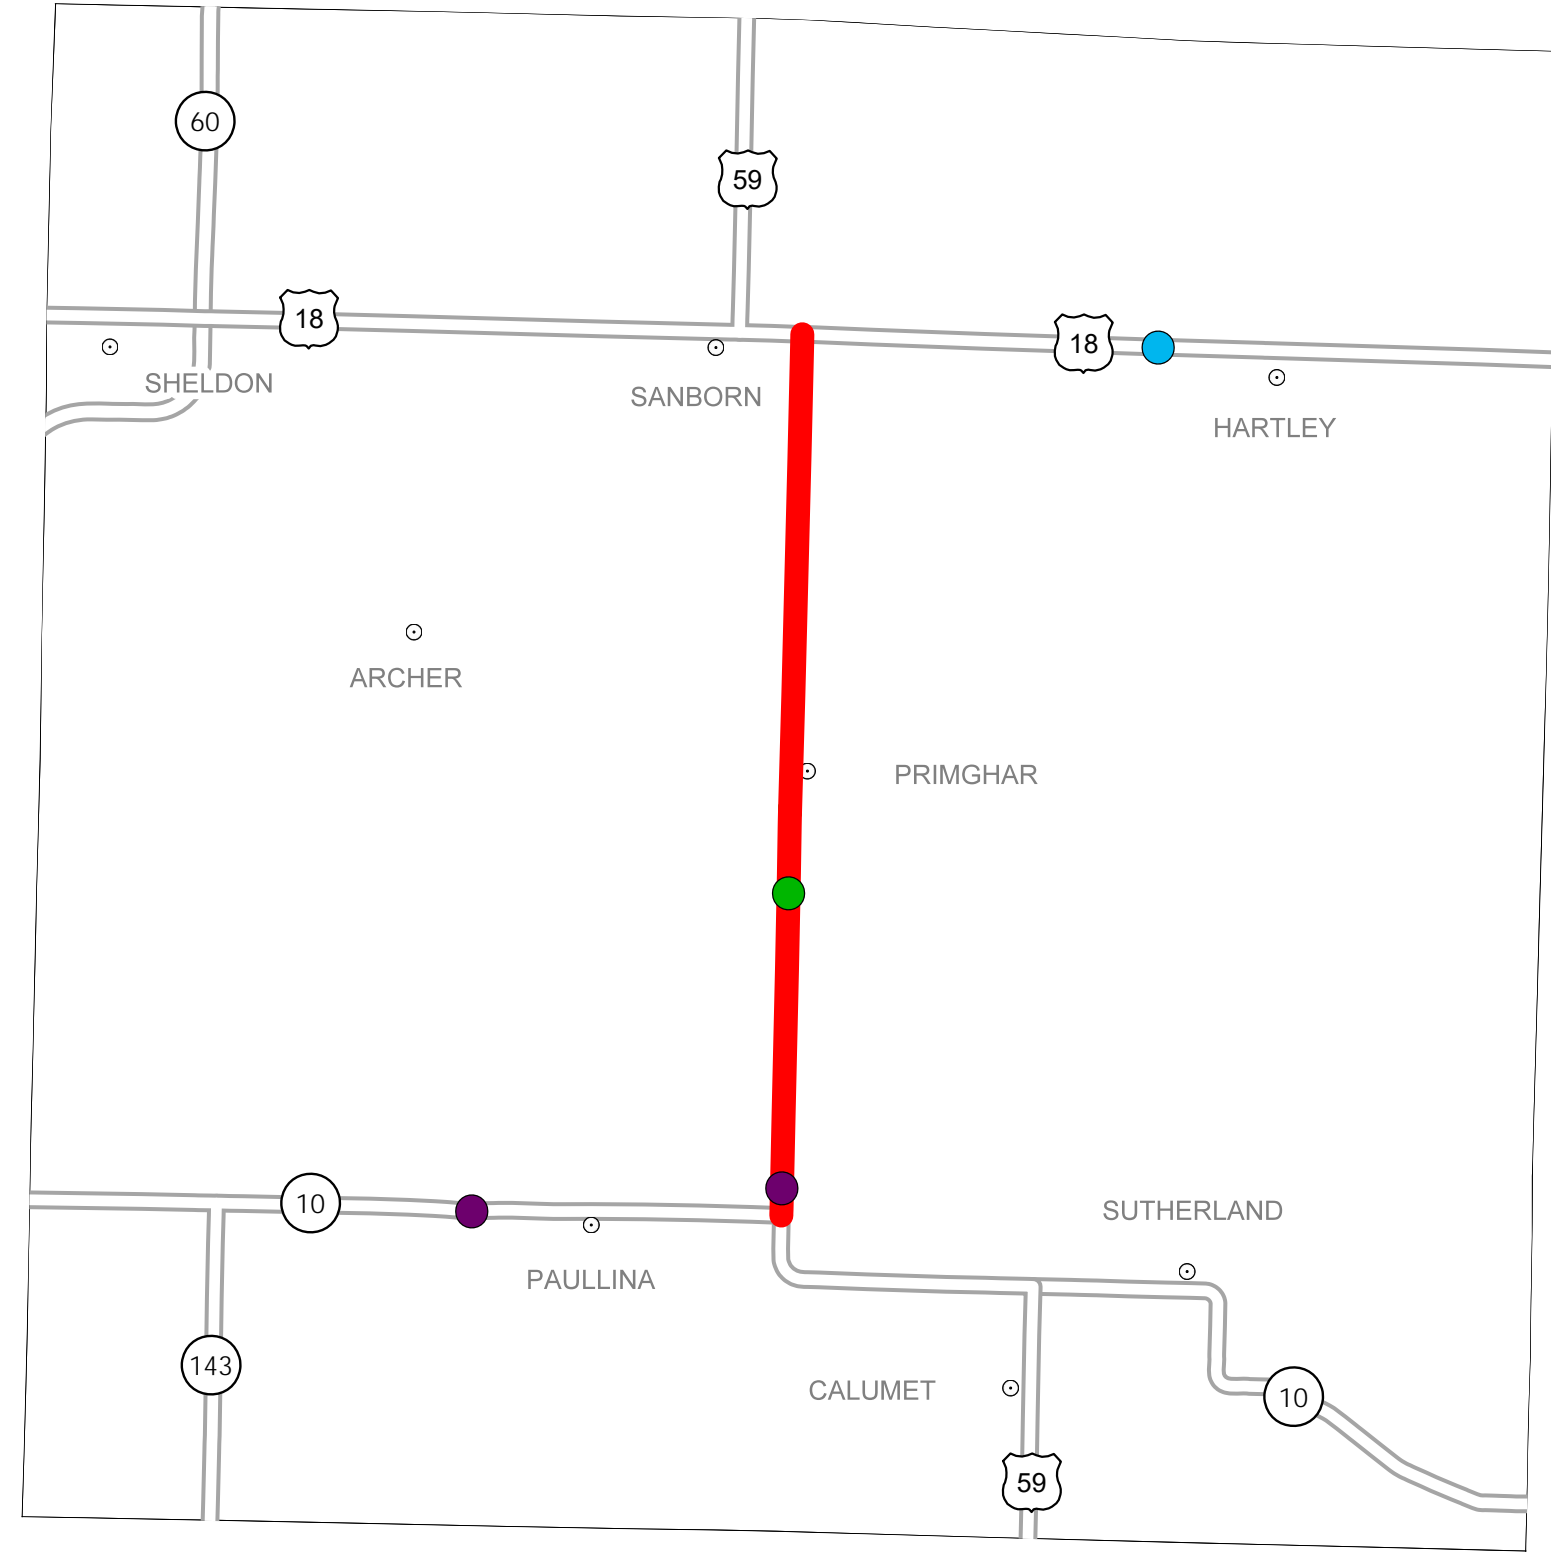 60
59
18
18
SHELDON
SANBORN
HARTLEY
ARCHER
PRIMGHAR
10
SUTHERLAND
PAULLINA
143
CALUMET
10
59